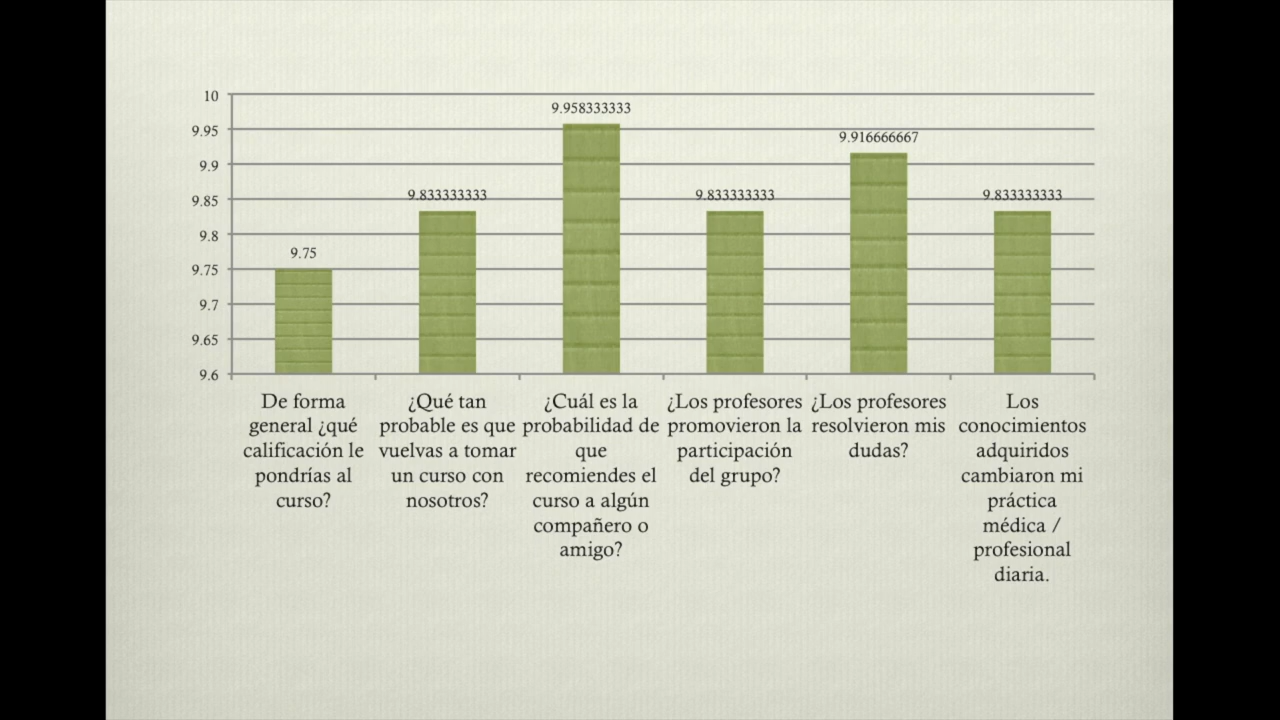 10
9.95
9.9
9.85
9.8
9.75
9.7
9.65
9.6
9.75
9.833333333
9.958333333
9.833333333
9.916666667
9.833333333
De forma
general ¿qué
calificación le
pondrías al
curso?
¿Qué tan
probable es que
vuelvas a tomar
un curso con
nosotros?
¿Cuál es la
probabilidad de
que
recomiendes el
curso a algún
compañero o
amigo?
¿Los profesores
promovieron la
participación
del grupo?
¿Los profesores
resolvieron mis
dudas?
Los
conocimientos
adquiridos
cambiaron mi
práctica
médica /
profesional
diaria.